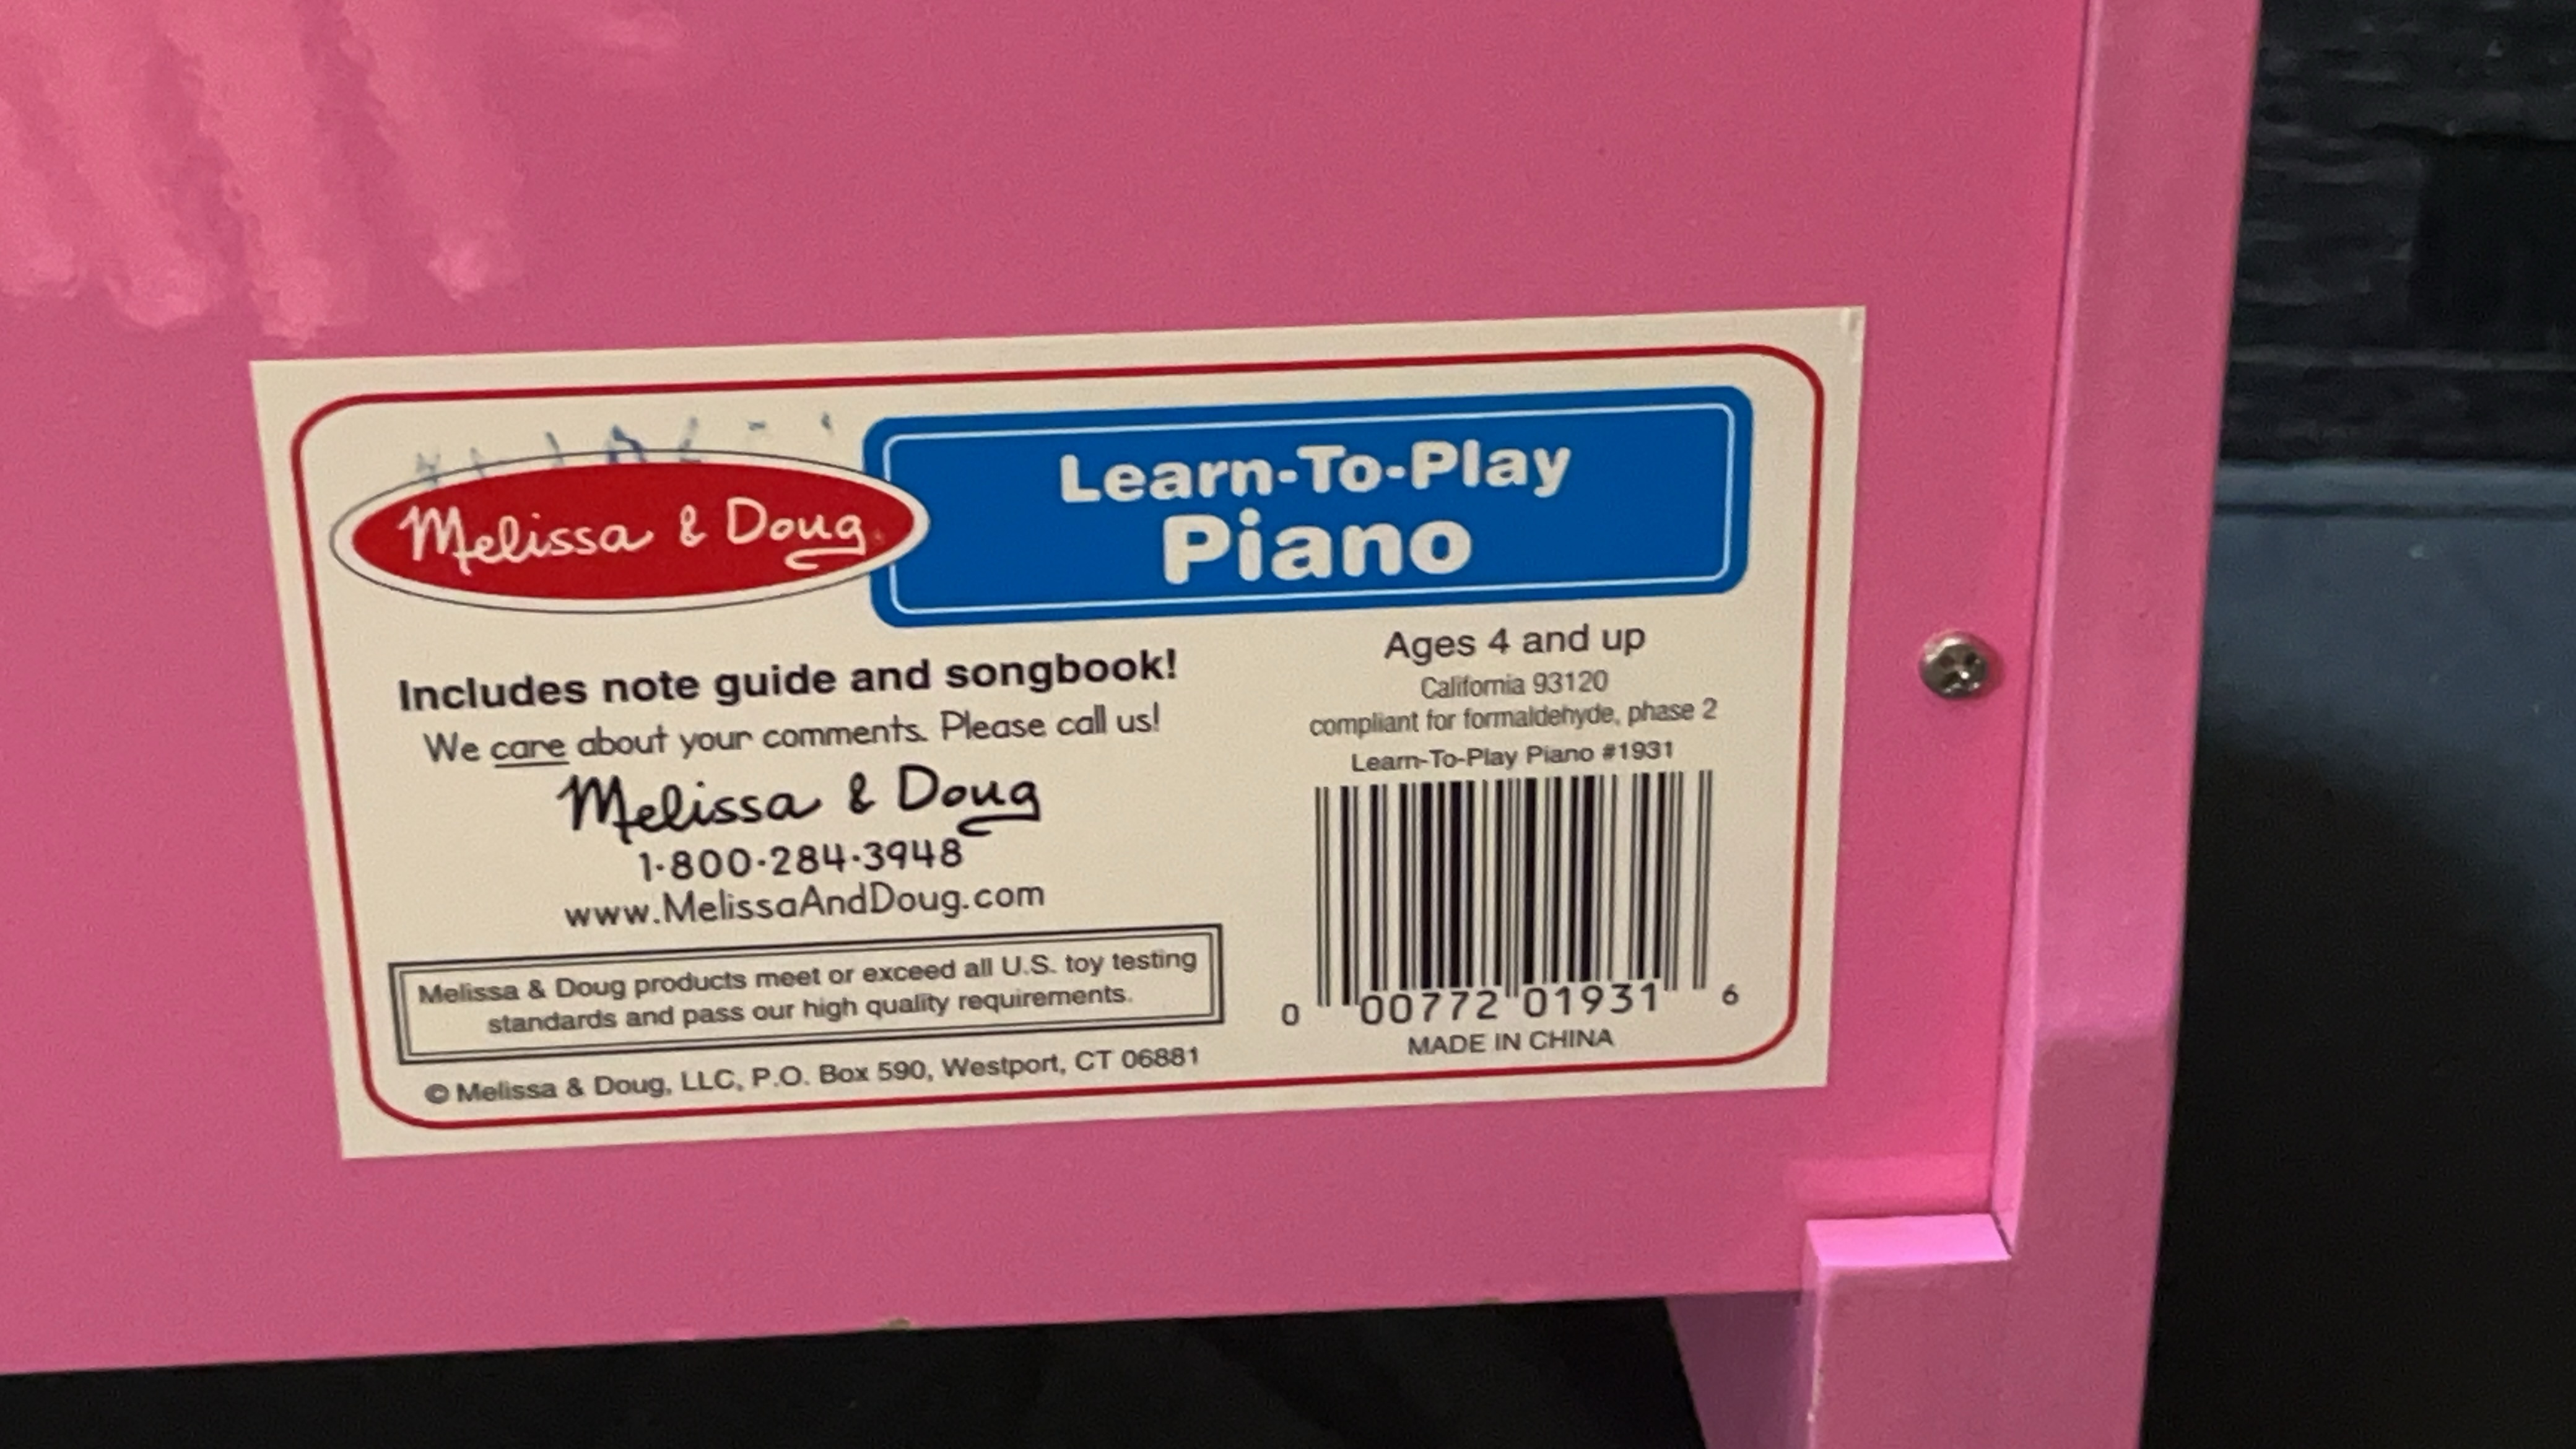 Melissa & Doug
Learn-To-Play
Piano
Includes note guide and songbook!
We care about your comments. Please call us!
Melissa & Doug
1·800·284·3948
www.MelissaAndDoug.com
Melissa & Doug products meet or exceed all U.S. toy testing
standards and pass our high quality requirements.
© Melissa & Doug, LLC, P.O. Box 590, Westport, CT 06881
Ages 4 and up
California 93120
compliant for formaldehyde, phase 2
Learn-To-Play Piano #1931
0 00772 01931 6
MADE IN CHINA